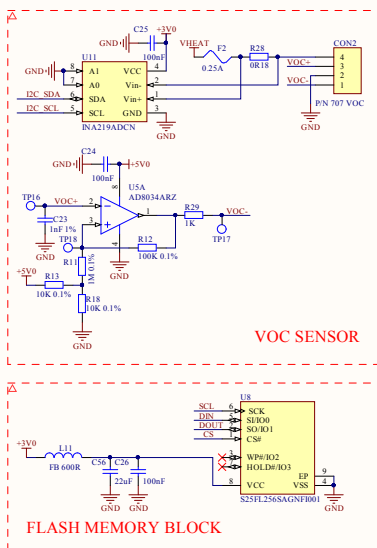 C25
+3V0
GND
100nF
VHEAT
F2
0.25A
R28
0R18
CON2
VOC+
VOC-
4
3
2
1
P/N 707 VOC
GND
U11
GND
8
7
A1
A0
VCC
4
Vin-
2
I2C_SDA
6
SDA
Vin+
1
I2C_SCL
5
SCL
GND
3
INA219ADCN
GND
C24
GND
+5V0
100nF
U5A
AD8034ARZ
TP16
VOC+
2
8
1
R29
VOC-
1K
TP17
C23
1nF 1%
GND
TP18
3
4
R12
100K 0.1%
GND
R11
1M 0.1%
+5V0
R13
10K 0.1%
R18
10K 0.1%
GND
VOC SENSOR
U8
SCL
6
SCK
DIN
5
SI/IO0
DOUT
2
SO/IO1
CS
1
CS#
3
WP#/IO2
7
HOLD#/IO3
+3V0
L11
FB 600R
C56
22uF
C26
100nF
8
VCC
EP
9
VSS
4
GND
GND
S25FL256SAGNFI001
GND
FLASH MEMORY BLOCK